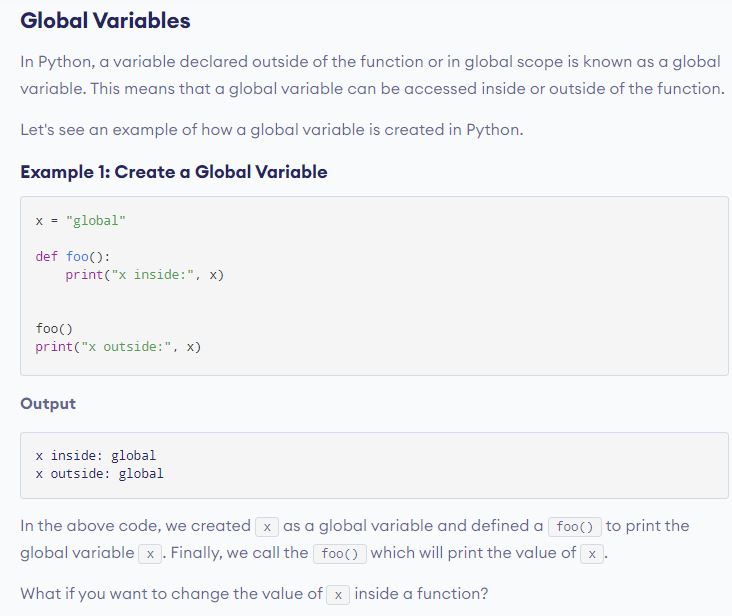 Global Variables
In Python, a variable declared outside of the function or in global scope is known as a global
variable. This means that a global variable can be accessed inside or outside of the function.
Let's see an example of how a global variable is created in Python.
Example 1: Create a Global Variable
x = "global"
def foo():
    print("x inside:", x)
foo()
print("x outside:", x)
Output
x inside: global
x outside: global
In the above code, we created x as a global variable and defined a foo() to print the
global variable x . Finally, we call the foo() which will print the value of x .
What if you want to change the value of x inside a function?